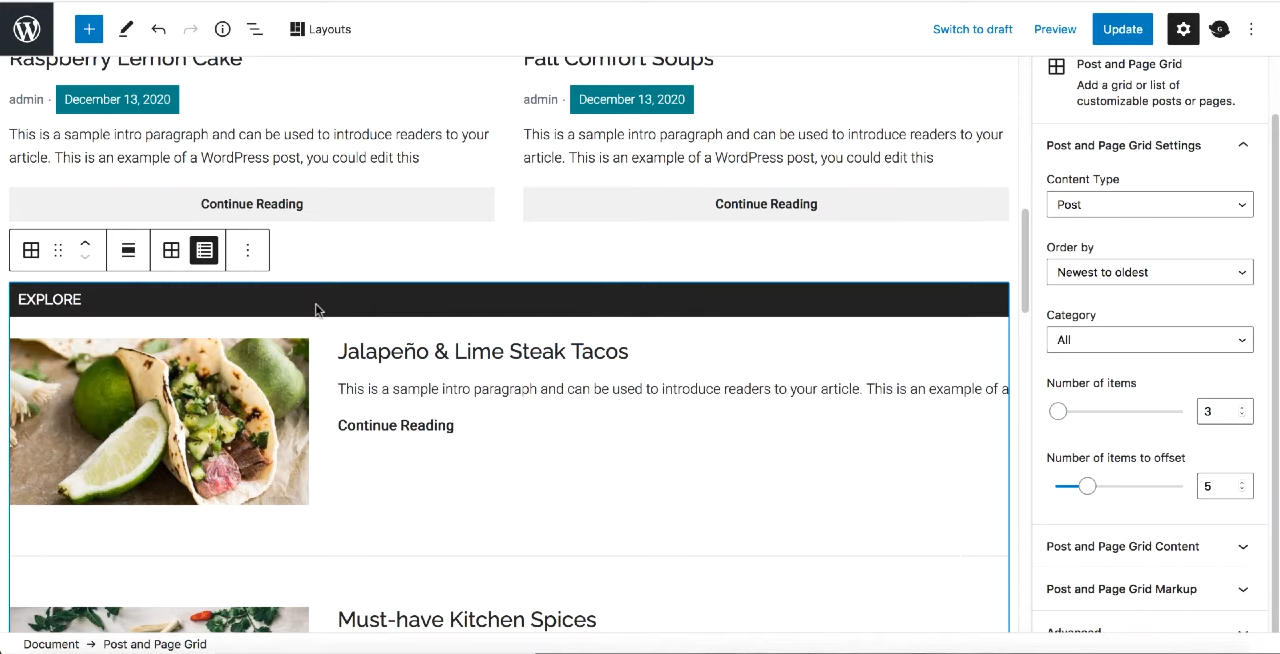 Layouts
Switch to draft
Preview
Update
Raspberry Lemon Cake
admin · December 13, 2020
This is a sample intro paragraph and can be used to introduce readers to your
article. This is an example of a WordPress post, you could edit this
Continue Reading
Fall Comfort Soups
admin · December 13, 2020
This is a sample intro paragraph and can be used to introduce readers to your
article. This is an example of a WordPress post, you could edit this
Continue Reading
EXPLORE
Jalapeño & Lime Steak Tacos
This is a sample intro paragraph and can be used to introduce readers to your article. This is an example of a
Continue Reading
Must-have Kitchen Spices
Document → Post and Page Grid
Post and Page Grid
Add a grid or list of
customizable posts or pages.
Post and Page Grid Settings
Content Type
Post
Order by
Newest to oldest
Category
All
Number of items
3
Number of items to offset
5
Post and Page Grid Content
Post and Page Grid Markup
Advanced